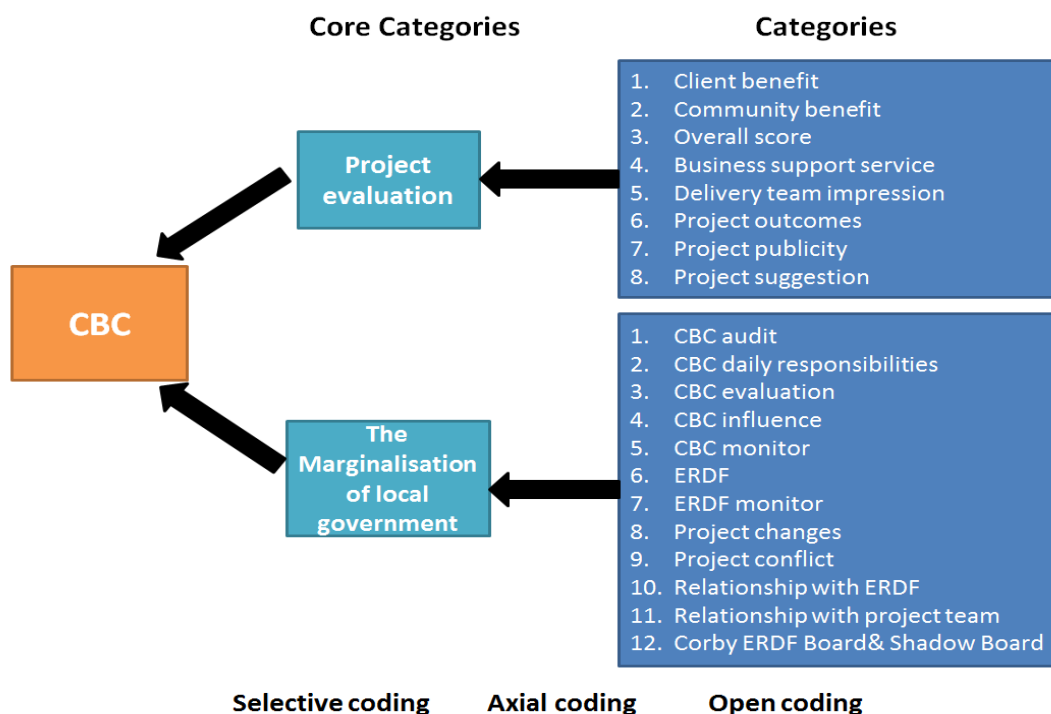 Core Categories
Categories
1. Client benefit
2. Community benefit
3. Overall score
4. Business support service
5. Delivery team impression
6. Project outcomes
7. Project publicity
8. Project suggestion
Project
evaluation
CBC
The
Marginalisation
of local
government
1. CBC audit
2. CBC daily responsibilities
3. CBC evaluation
4. CBC influence
5. CBC monitor
6. ERDF
7. ERDF monitor
8. Project changes
9. Project conflict
10. Relationship with ERDF
11. Relationship with project team
12. Corby ERDF Board& Shadow Board
Selective coding
Axial coding
Open coding